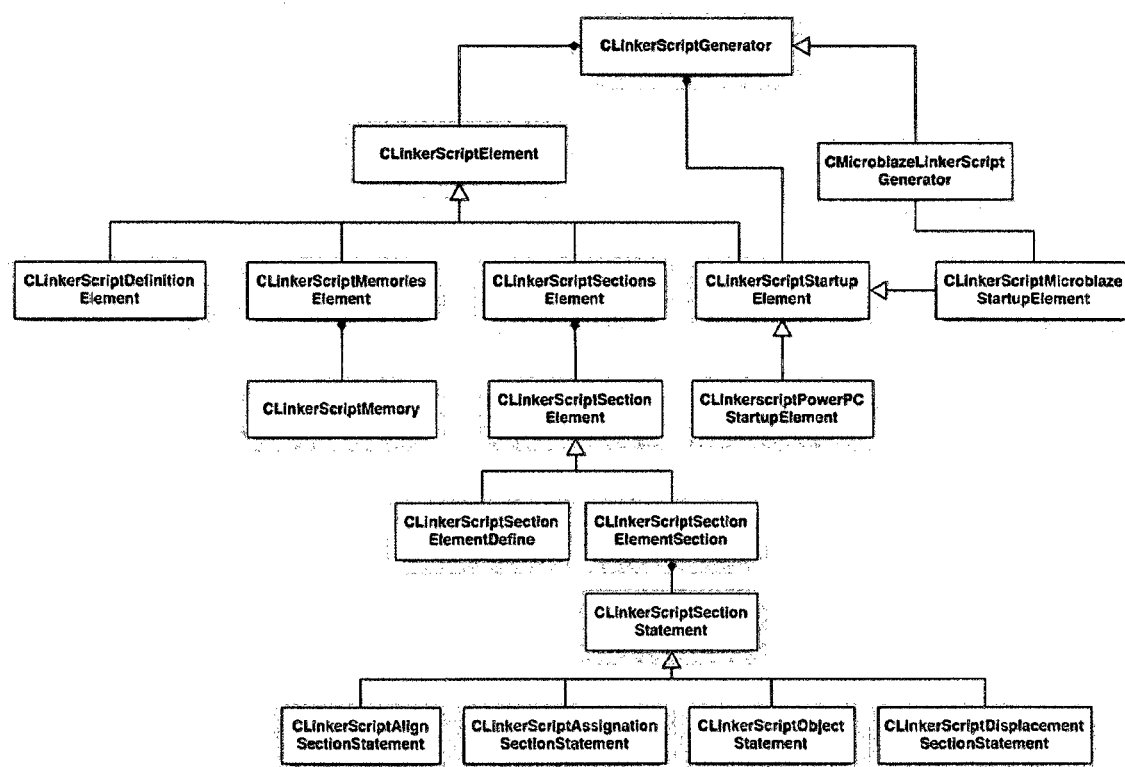 CLinkerScriptGenerator
CLinkerScriptElement
CMicroblazeLinkerScript
Generator
CLinkerScriptDefinition
Element
CLinkerScriptMemories
Element
CLinkerScriptSections
Element
CLinkerScriptStartup
Element
CLinkerScriptMicroblaze
StartupElement
CLinkerScriptMemory
CLinkerScriptSection
Element
CLinkerscriptPowerPC
StartupElement
CLinkerScriptSection
ElementDefine
CLinkerScriptSection
ElementSection
CLinkerScriptSection
Statement
CLinkerScriptAlign
SectionStatement
CLinkerScriptAssignation
SectionStatement
CLinkerScriptObject
Statement
CLinkerScriptDisplacement
SectionStatement